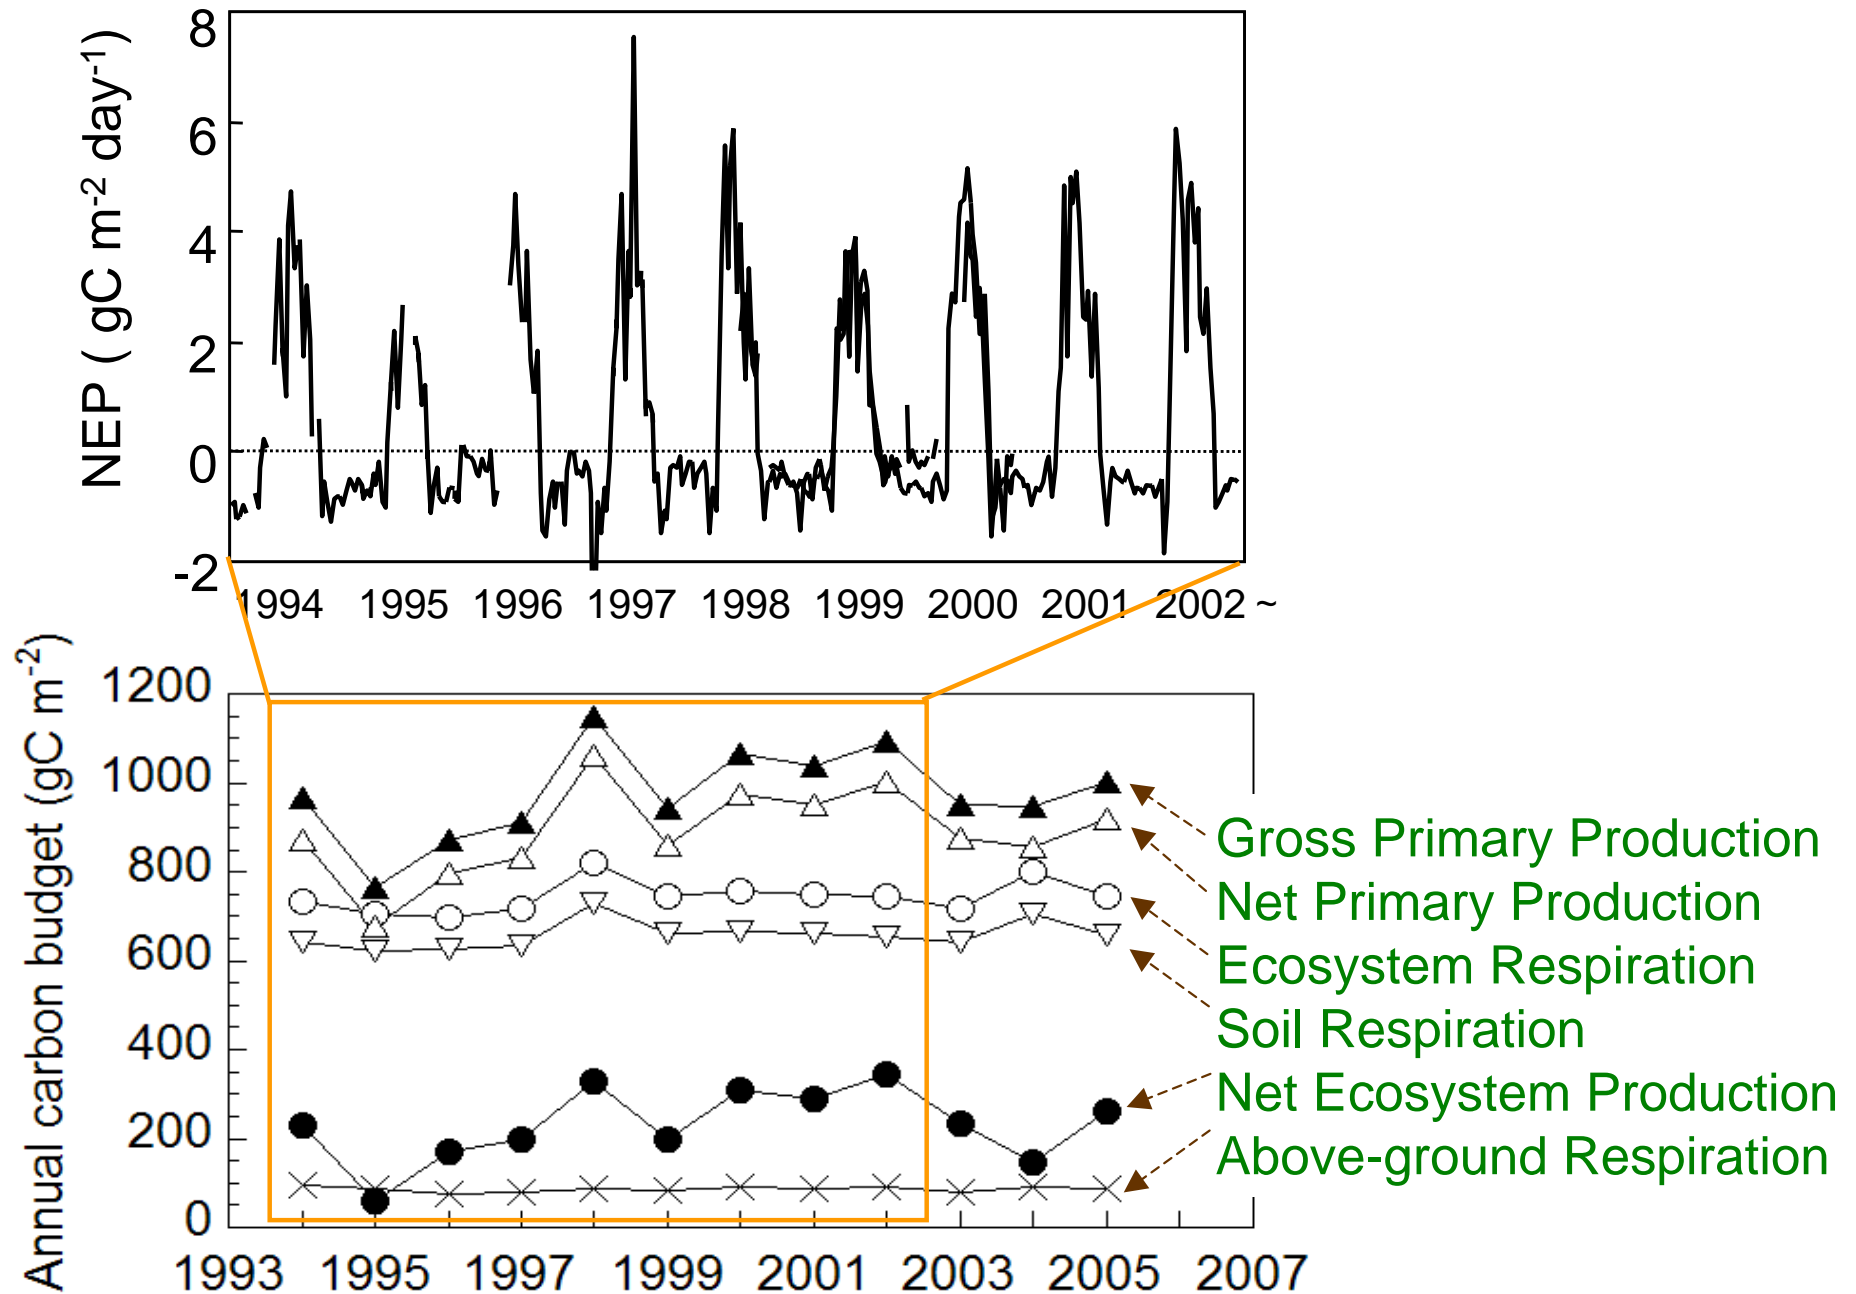 NEP ( gC m-2 day-1)
8
6
4
2
0
-2
1994 1995 1996 1997 1998 1999 2000 2001 2002 ~
Annual carbon budget (gC m-2)
1200
1000
800
600
400
200
0
1993 1995 1997 1999 2001 2003 2005 2007
Gross Primary Production
Net Primary Production
Ecosystem Respiration
Soil Respiration
Net Ecosystem Production
Above-ground Respiration